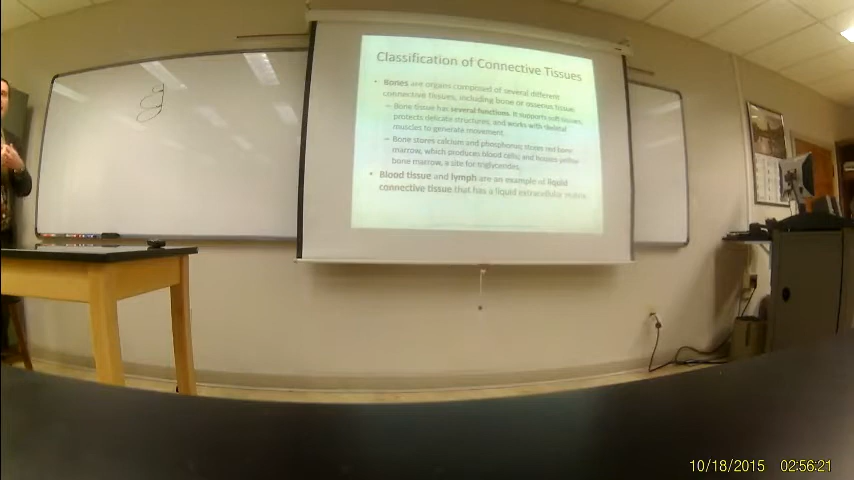 Classification of Connective Tissues
• Bones are organs composed of several different
connective tissues, including bone or osseous tissue.
– Bone tissue has several functions. It supports soft tissues,
protects delicate structures, and works with skeletal
muscles to generate movement.
– Bone stores calcium and phosphorus; stores red bone
marrow, which produces blood cells; and houses yellow
bone marrow, a site for triglycerides.
• Blood tissue and lymph are an example of liquid
connective tissue that has a liquid extracellular matrix.
10/18/2015 02:56:21